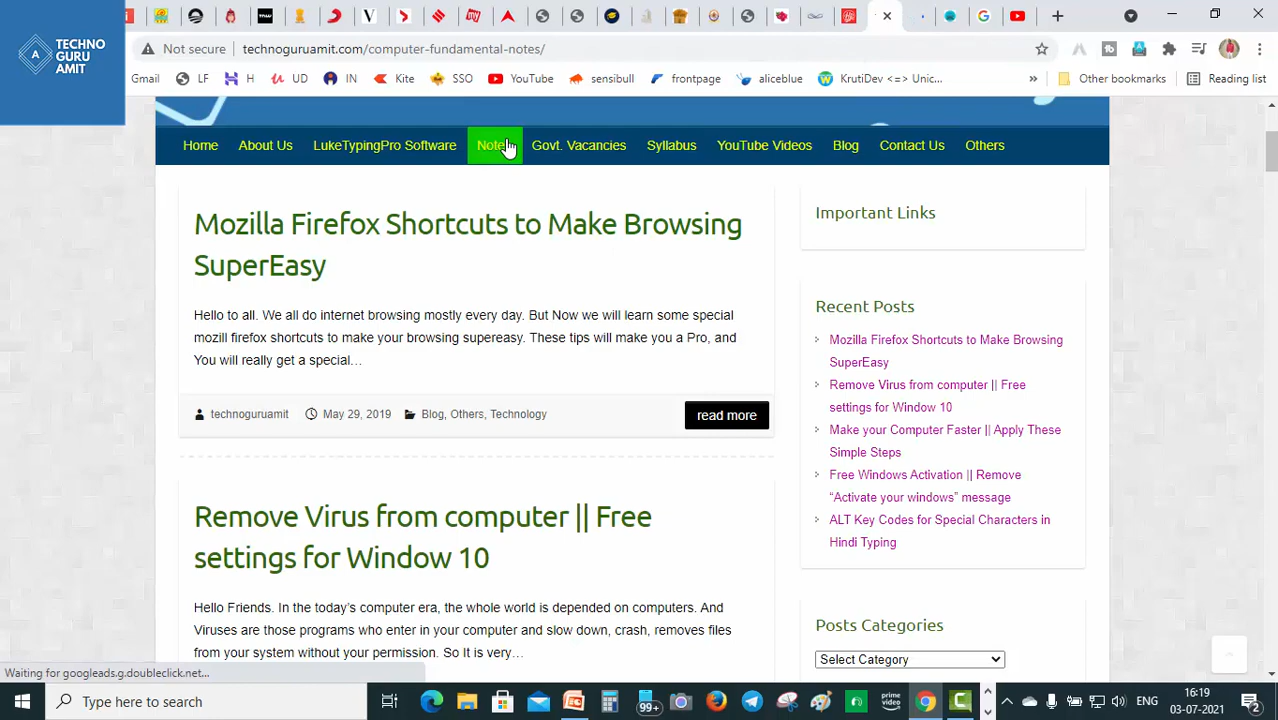 A
TECHNO
GURU
AMIT
Not secure
technoguruamit.com/computer-fundamental-notes/
Gmail
LF
H
UD
IN
Kite
SSO
YouTube
sensibull
frontpage
aliceblue
KrutiDev <=> Unic...
»
Other bookmarks
Reading list
Home
About Us
LukeTypingPro Software
Govt. Vacancies
Syllabus
YouTube Videos
Blog
Contact Us
Others
Mozilla Firefox Shortcuts to Make Browsing
SuperEasy
Hello to all. We all do internet browsing mostly every day. But Now we will learn some special
mozill firefox shortcuts to make your browsing supereasy. These tips will make you a Pro, and
You will really get a special…
technoguruamit
May 29, 2019
Blog, Others, Technology
read more
Remove Virus from computer || Free
settings for Window 10
Hello Friends. In the today's computer era, the whole world is depended on computers. And
Viruses are those programs who enter in your computer and slow down, crash, removes files
from your system without your permission. So It is very…
Important Links
Recent Posts
Mozilla Firefox Shortcuts to Make Browsing
SuperEasy
Remove Virus from computer || Free
settings for Window 10
Make your Computer Faster || Apply These
Simple Steps
Free Windows Activation || Remove
“Activate your windows” message
ALT Key Codes for Special Characters in
Hindi Typing
Posts Categories
Select Category
Waiting for googleads.g.doubleclick.net...
Type here to search
99+
prime
video
ENG
16:19
03-07-2021
2